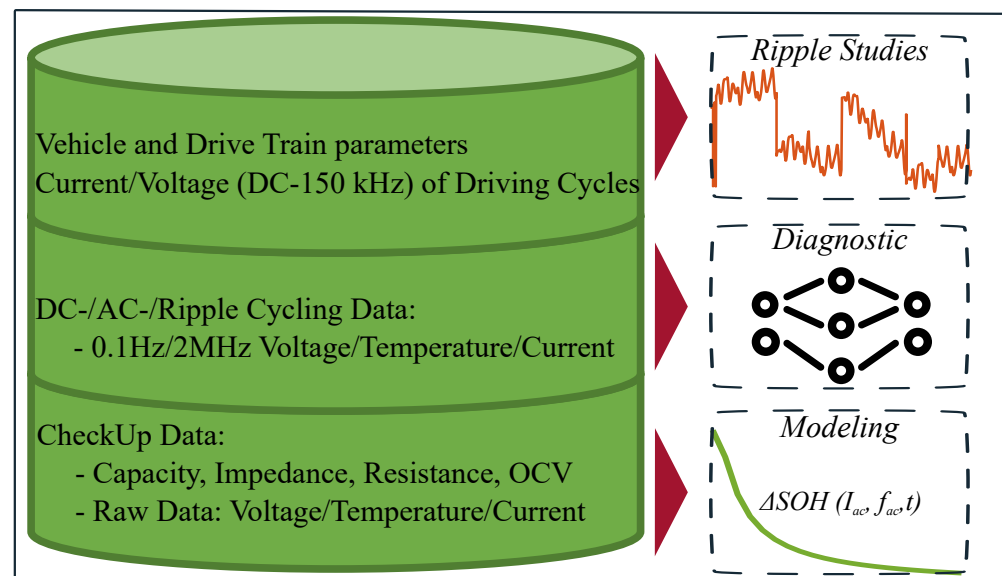 Vehicle and Drive Train parameters
Current/Voltage (DC-150 kHz) of Driving Cycles
DC-/AC-/Ripple Cycling Data:
- 0.1Hz/2MHz Voltage/Temperature/Current
CheckUp Data:
- Capacity, Impedance, Resistance, OCV
- Raw Data: Voltage/Temperature/Current
Ripple Studies
Diagnostic
Modeling
ΔSOH (I_ac, f_ac,t)